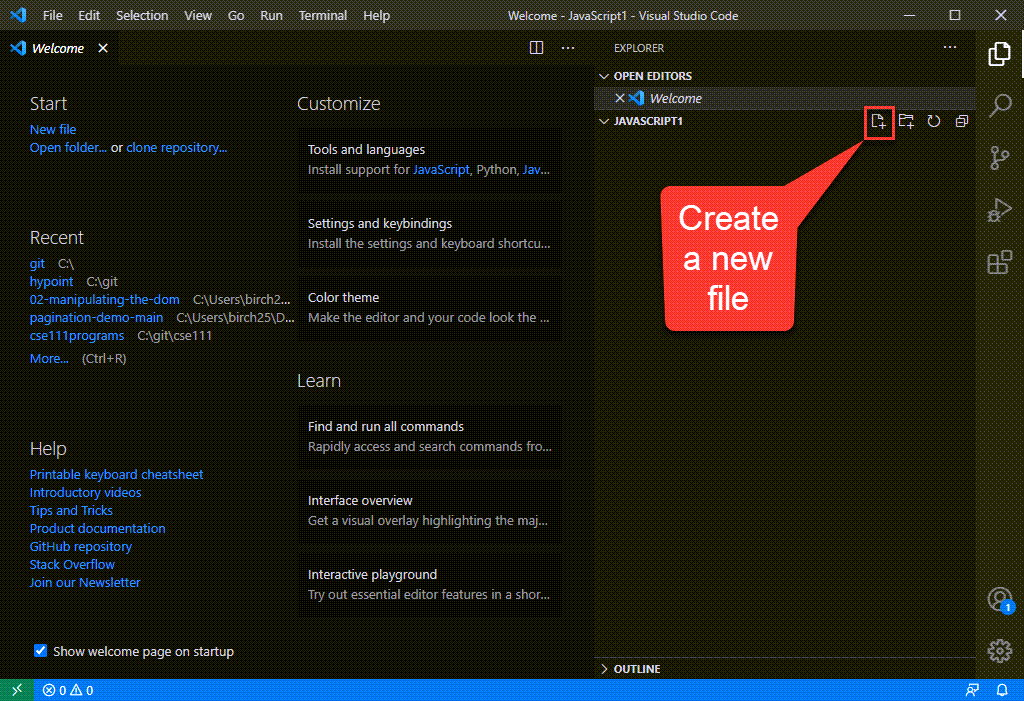 File Edit Selection View Go Run Terminal Help
Welcome - JavaScript1 - Visual Studio Code
Welcome
Start
New file
Open folder... or clone repository...
Recent
git C:\
hypoint C:\git
02-manipulating-the-dom C:\Users\birch2...
pagination-demo-main C:\Users\birch25\D...
cse111programs C:\git\cse111
More... (Ctrl+R)
Help
Printable keyboard cheatsheet
Introductory videos
Tips and Tricks
Product documentation
GitHub repository
Stack Overflow
Join our Newsletter
Show welcome page on startup
Customize
Tools and languages
Install support for JavaScript, Python, Jav...
Settings and keybindings
Install the settings and keyboard shortcu...
Color theme
Make the editor and your code look the ...
Learn
Find and run all commands
Rapidly access and search commands fro...
Interface overview
Get a visual overlay highlighting the maj...
Interactive playground
Try out essential editor features in a shor...
EXPLORER
OPEN EDITORS
Welcome
JAVASCRIPT1
Create
a new
file
OUTLINE
1
0 0